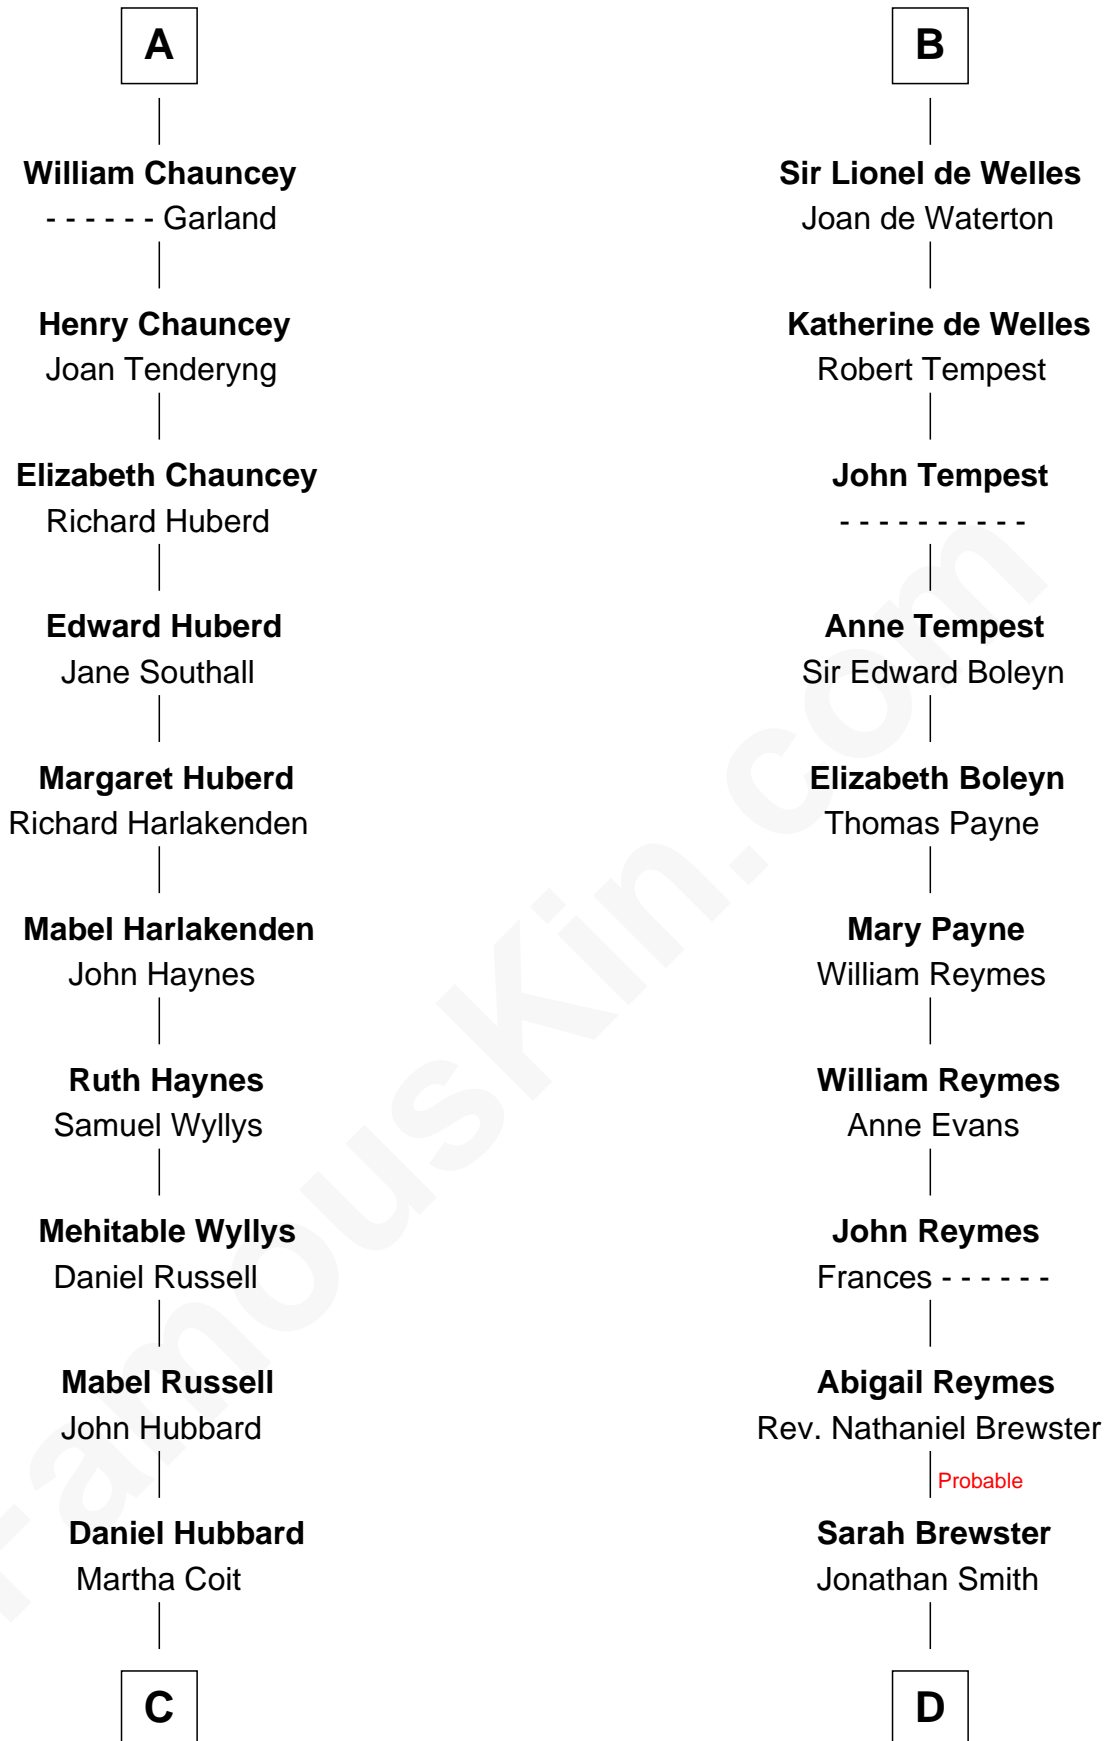 A
William Chauncey
- - - - - - Garland
Henry Chauncey
Joan Tenderyng
Elizabeth Chauncey
Richard Huberd
Edward Huberd
Jane Southall
Margaret Huberd
Richard Harlakenden
Mabel Harlakenden
John Haynes
Ruth Haynes
Samuel Wyllys
Mehitable Wyllys
Daniel Russell
Mabel Russell
John Hubbard
Daniel Hubbard
Martha Coit
C
B
Sir Lionel de Welles
Joan de Waterton
Katherine de Welles
Robert Tempest
John Tempest
- - - - - - - - - -
Anne Tempest
Sir Edward Boleyn
Elizabeth Boleyn
Thomas Payne
Mary Payne
William Reymes
William Reymes
Anne Evans
John Reymes
Frances - - - - - -
Abigail Reymes
Rev. Nathaniel Brewster
Probable
Sarah Brewster
Jonathan Smith
D
FamousKin.com